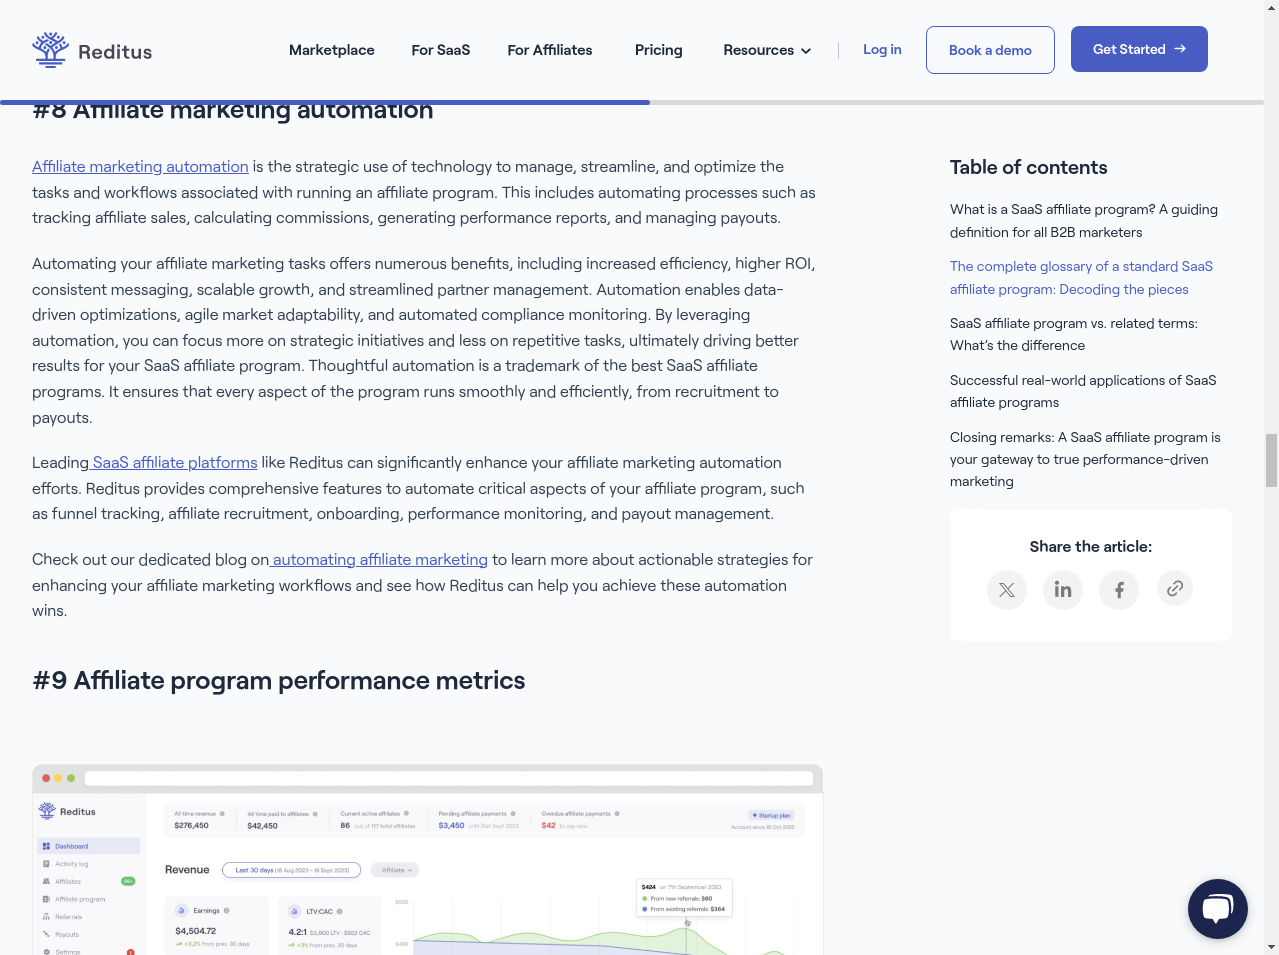 Reditus
Marketplace
For SaaS
For Affiliates
Pricing
Resources
Log in
Book a demo
Get Started
#8 Affiliate marketing automation
Affiliate marketing automation is the strategic use of technology to manage, streamline, and optimize the
tasks and workflows associated with running an affiliate program. This includes automating processes such as
tracking affiliate sales, calculating commissions, generating performance reports, and managing payouts.
Automating your affiliate marketing tasks offers numerous benefits, including increased efficiency, higher ROI,
consistent messaging, scalable growth, and streamlined partner management. Automation enables data-
driven optimizations, agile market adaptability, and automated compliance monitoring. By leveraging
automation, you can focus more on strategic initiatives and less on repetitive tasks, ultimately driving better
results for your SaaS affiliate program. Thoughtful automation is a trademark of the best SaaS affiliate
programs. It ensures that every aspect of the program runs smoothly and efficiently, from recruitment to
payouts.
Leading SaaS affiliate platforms like Reditus can significantly enhance your affiliate marketing automation
efforts. Reditus provides comprehensive features to automate critical aspects of your affiliate program, such
as funnel tracking, affiliate recruitment, onboarding, performance monitoring, and payout management.
Check out our dedicated blog on automating affiliate marketing to learn more about actionable strategies for
enhancing your affiliate marketing workflows and see how Reditus can help you achieve these automation
wins.
#9 Affiliate program performance metrics
Table of contents
What is a SaaS affiliate program? A guiding
definition for all B2B marketers
The complete glossary of a standard SaaS
affiliate program: Decoding the pieces
SaaS affiliate program vs. related terms:
What's the difference
Successful real-world applications of SaaS
affiliate programs
Closing remarks: A SaaS affiliate program is
your gateway to true performance-driven
marketing
Share the article:
Reditus
Dashboard
Activity log
Affiliates 99+
Affiliate program
Referrals
Payouts
Settings
All time revenue
$276,450
All time paid to affiliates
$42,450
Current active affiliates
86 out of 117 total affiliates
Pending affiliate payments
$3,450 until 31st Sept 2023
Overdue affiliate payments
$42 to pay now
Startup plan
Account ends 16 Oct 2022
Revenue
Last 30 days (18 Aug 2023 - 18 Sept 2023)
Affiliate
Earnings
$4,504.72
+3,2% from prev. 30 days
LTV:CAC
4.2:1 $3,800 LTV : $923 CAC
+3% from prev. 30 days
$600
$400
$424 on 7th September 2023
From new referrals: $60
From existing referrals: $364